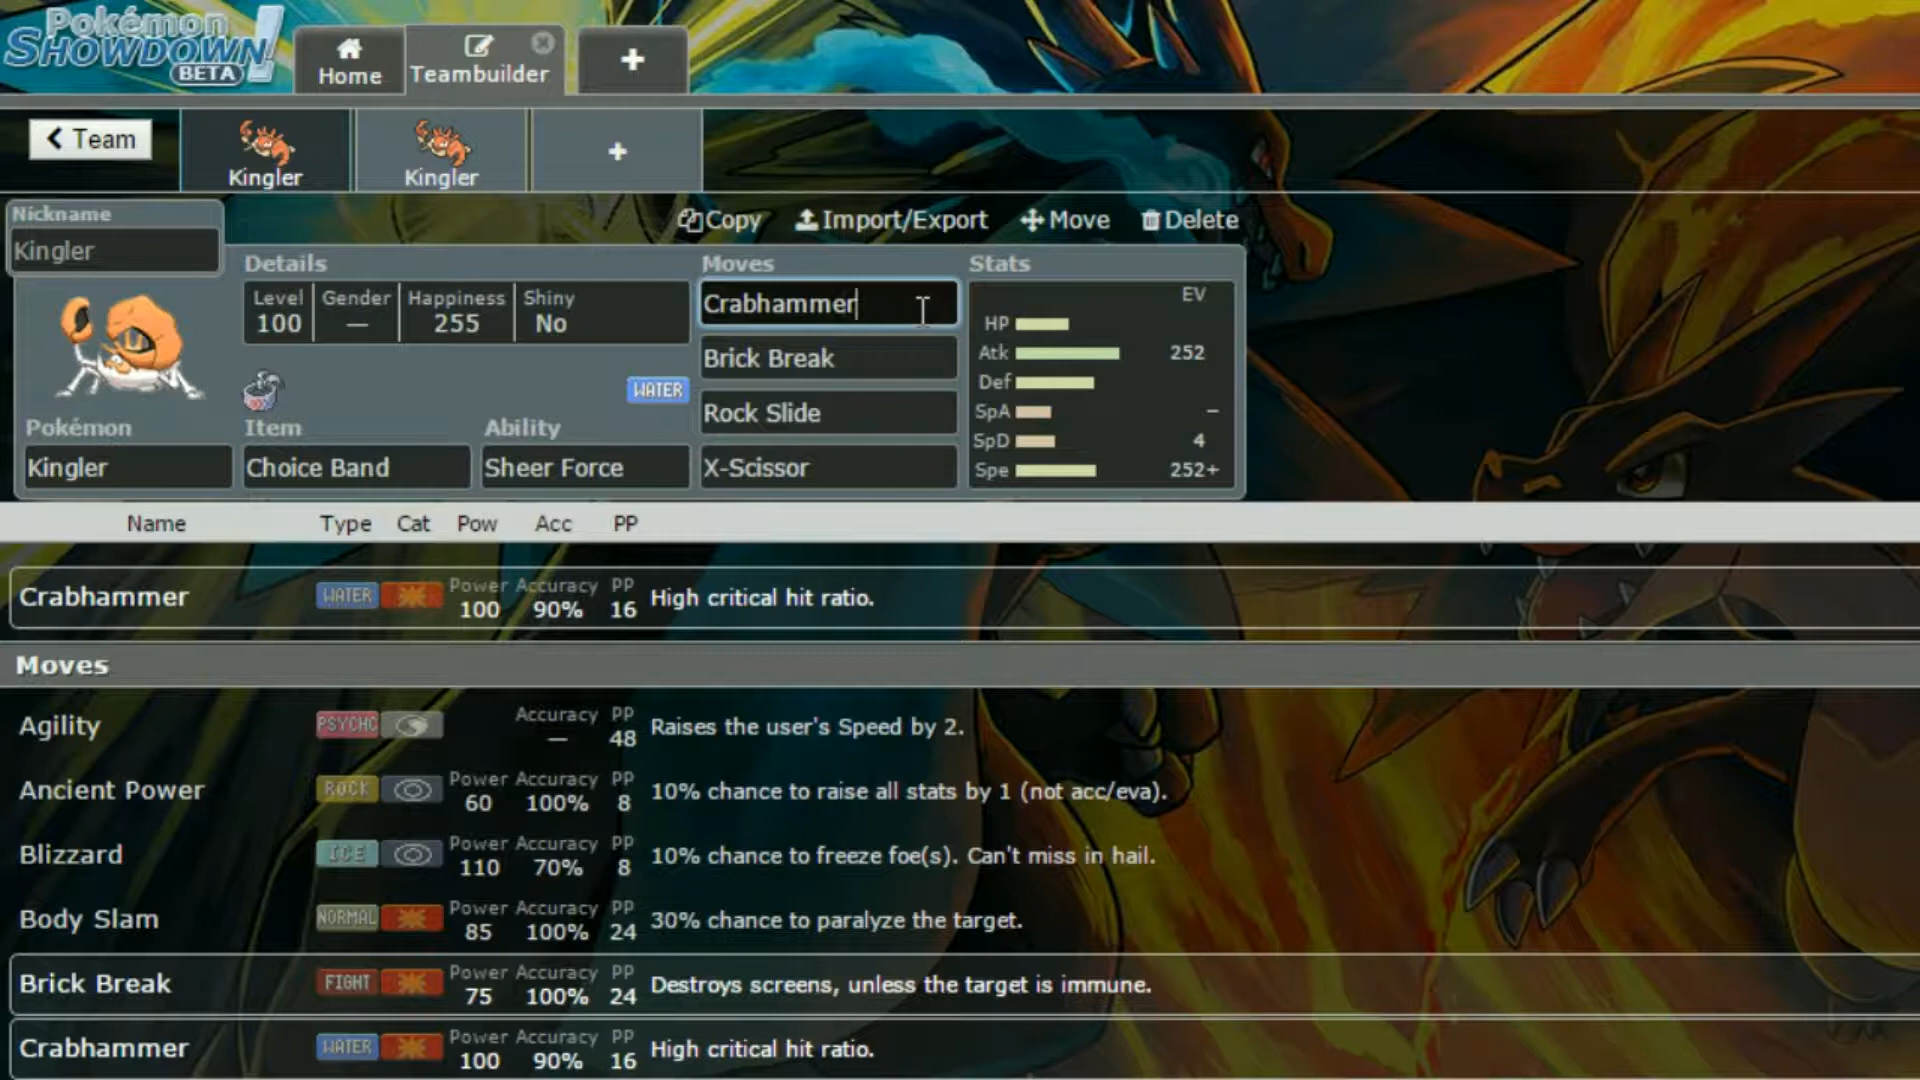 Pokémon
SHOWDOWN!
BETA
Home
Teambuilder
+
< Team
Kingler
Kingler
+
Nickname
Kingler
Copy
Import/Export
Move
Delete
Details
Moves
Stats
Level
100
Gender
—
Happiness
255
Shiny
No
Crabhammer
EV
HP
Atk 252
Def
SpA –
SpD 4
Spe 252+
Brick Break
Rock Slide
X-Scissor
WATER
Pokémon
Item
Ability
Kingler
Choice Band
Sheer Force
Name Type Cat Pow Acc PP
Crabhammer WATER Power 100 Accuracy 90% PP 16 High critical hit ratio.
Moves
Agility PSYCHC Accuracy — PP 48 Raises the user's Speed by 2.
Ancient Power ROCK Power 60 Accuracy 100% PP 8 10% chance to raise all stats by 1 (not acc/eva).
Blizzard ICE Power 110 Accuracy 70% PP 8 10% chance to freeze foe(s). Can't miss in hail.
Body Slam NORMAL Power 85 Accuracy 100% PP 24 30% chance to paralyze the target.
Brick Break FIGHT Power 75 Accuracy 100% PP 24 Destroys screens, unless the target is immune.
Crabhammer WATER Power 100 Accuracy 90% PP 16 High critical hit ratio.